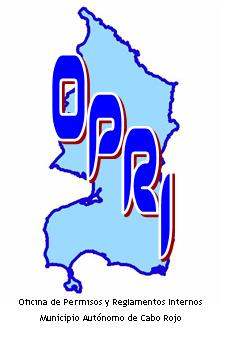 OPRI
Oficina de Permisos y Reglamentos Internos
Municipio Autónomo de Cabo Rojo